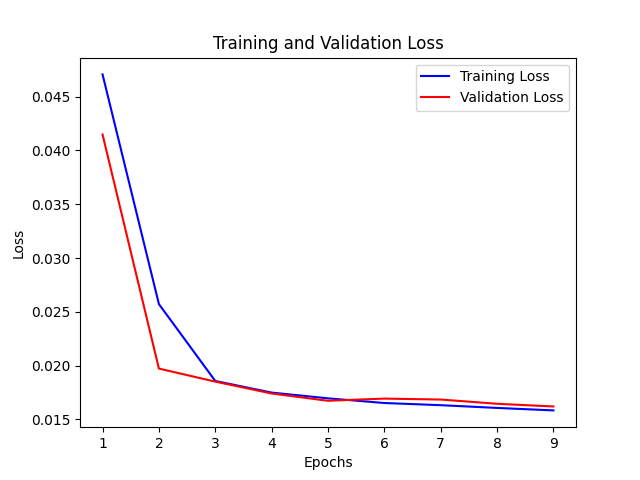 Training and Validation Loss
Training Loss
Validation Loss
0.045
0.040
0.035
0.030
0.025
0.020
0.015
Loss
1 2 3 4 5 6 7 8 9
Epochs